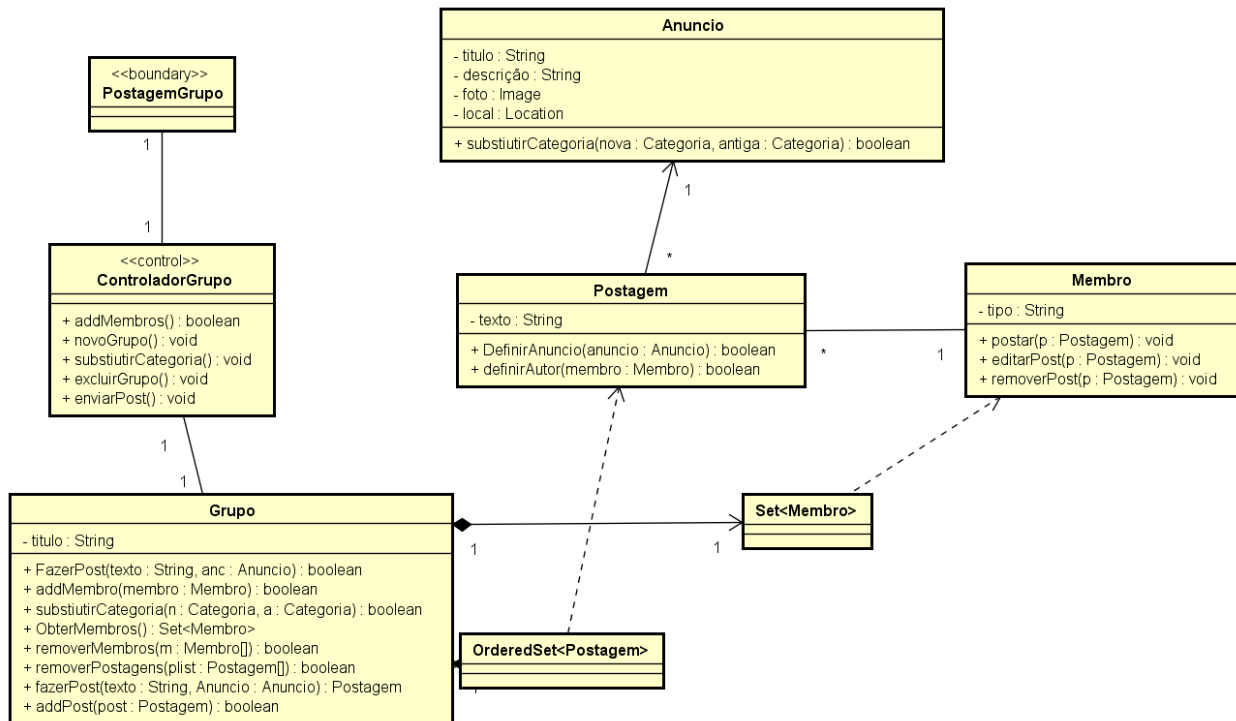 Anuncio
- titulo : String
- descrição : String
- foto : Image
- local : Location
+ substiutirCategoria(nova : Categoria, antiga : Categoria) : boolean
<<boundary>>
PostagemGrupo
1
1
1
*
<<control>>
ControladorGrupo
+ addMembros() : boolean
+ novoGrupo() : void
+ substiutirCategoria() : void
+ excluirGrupo() : void
+ enviarPost() : void
Postagem
- texto : String
+ DefinirAnuncio(anuncio : Anuncio) : boolean
+ definirAutor(membro : Membro) : boolean
*
1
Membro
- tipo : String
+ postar(p : Postagem) : void
+ editarPost(p : Postagem) : void
+ removerPost(p : Postagem) : void
1
1
Grupo
- titulo : String
+ FazerPost(texto : String, anc : Anuncio) : boolean
+ addMembro(membro : Membro) : boolean
+ substiutirCategoria(n : Categoria, a : Categoria) : boolean
+ ObterMembros() : Set<Membro>
+ removerMembros(m : Membro[]) : boolean
+ removerPostagens(plist : Postagem[]) : boolean
+ fazerPost(texto : String, Anuncio : Anuncio) : Postagem
+ addPost(post : Postagem) : boolean
1
1
Set<Membro>
OrderedSet<Postagem>